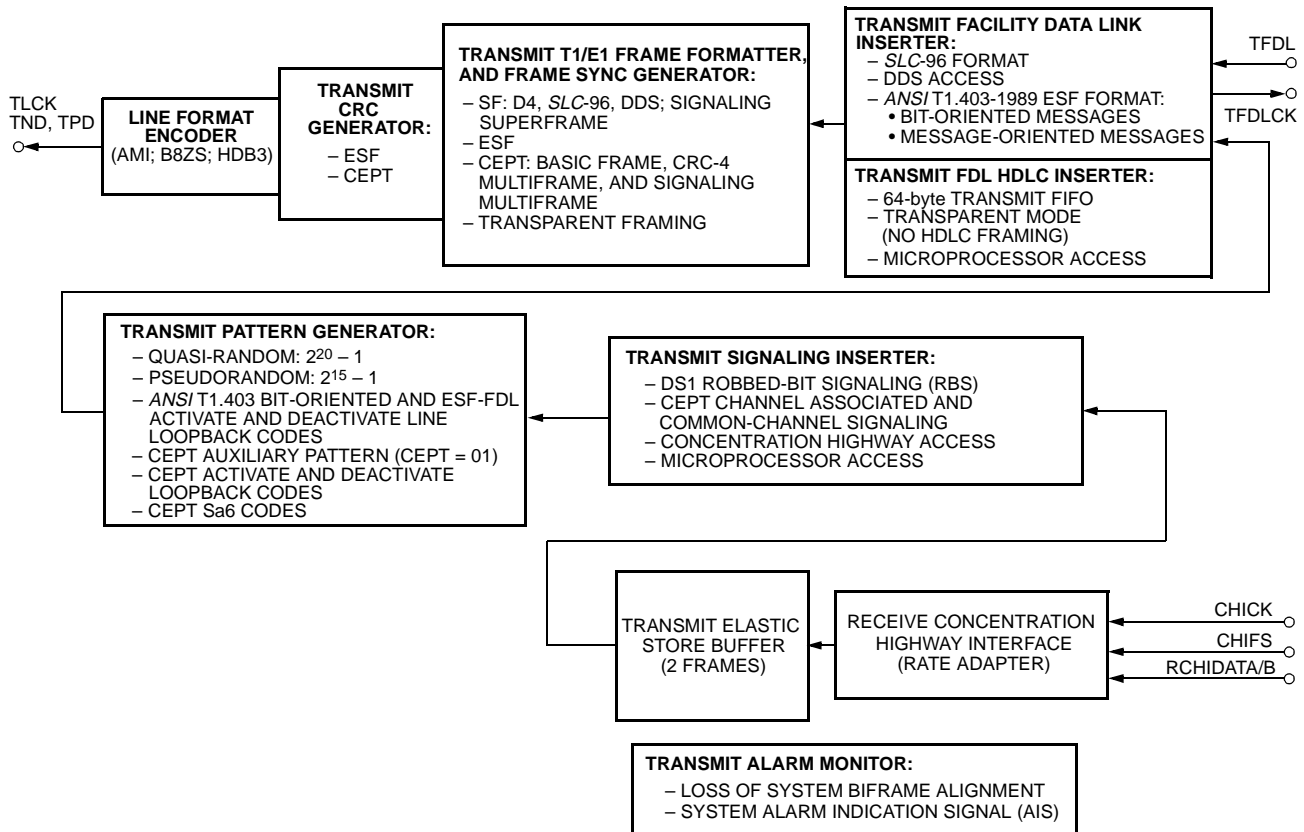 TLCK
TND, TPD
LINE FORMAT
ENCODER
(AMI; B8ZS; HDB3)
TRANSMIT
CRC
GENERATOR:
– ESF
– CEPT
TRANSMIT T1/E1 FRAME FORMATTER,
AND FRAME SYNC GENERATOR:
– SF: D4, SLC-96, DDS; SIGNALING
SUPERFRAME
– ESF
– CEPT: BASIC FRAME, CRC-4
MULTIFRAME, AND SIGNALING
MULTIFRAME
– TRANSPARENT FRAMING
TRANSMIT FACILITY DATA LINK
INSERTER:
– SLC-96 FORMAT
– DDS ACCESS
– ANSI T1.403-1989 ESF FORMAT:
• BIT-ORIENTED MESSAGES
• MESSAGE-ORIENTED MESSAGES
TFDL
TFDLCK
TRANSMIT FDL HDLC INSERTER:
– 64-byte TRANSMIT FIFO
– TRANSPARENT MODE
(NO HDLC FRAMING)
– MICROPROCESSOR ACCESS
TRANSMIT PATTERN GENERATOR:
– QUASI-RANDOM: 2^20 – 1
– PSEUDORANDOM: 2^15 – 1
– ANSI T1.403 BIT-ORIENTED AND ESF-FDL
ACTIVATE AND DEACTIVATE LINE
LOOPBACK CODES
– CEPT AUXILIARY PATTERN (CEPT = 01)
– CEPT ACTIVATE AND DEACTIVATE
LOOPBACK CODES
– CEPT Sa6 CODES
TRANSMIT SIGNALING INSERTER:
– DS1 ROBBED-BIT SIGNALING (RBS)
– CEPT CHANNEL ASSOCIATED AND
COMMON-CHANNEL SIGNALING
– CONCENTRATION HIGHWAY ACCESS
– MICROPROCESSOR ACCESS
TRANSMIT ELASTIC
STORE BUFFER
(2 FRAMES)
RECEIVE CONCENTRATION
HIGHWAY INTERFACE
(RATE ADAPTER)
CHICK
CHIFS
RCHIDATA/B
TRANSMIT ALARM MONITOR:
– LOSS OF SYSTEM BIFRAME ALIGNMENT
– SYSTEM ALARM INDICATION SIGNAL (AIS)